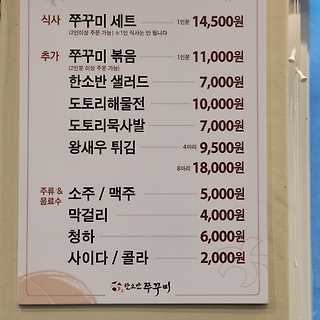 식사 쭈꾸미 세트 1인분 14,500원
(2인이상 주문 가능) ※1인 식사는 안 됩니다
추가 쭈꾸미 볶음 1인분 11,000원
(2인분 이상 주문 가능)
한소반 샐러드 7,000원
도토리해물전 10,000원
도토리묵사발 7,000원
왕새우 튀김 4마리 9,500원
8마리 18,000원
주류 & 음료수 소주 / 맥주 5,000원
막걸리 4,000원
청하 6,000원
사이다 / 콜라 2,000원
한소반쭈꾸미